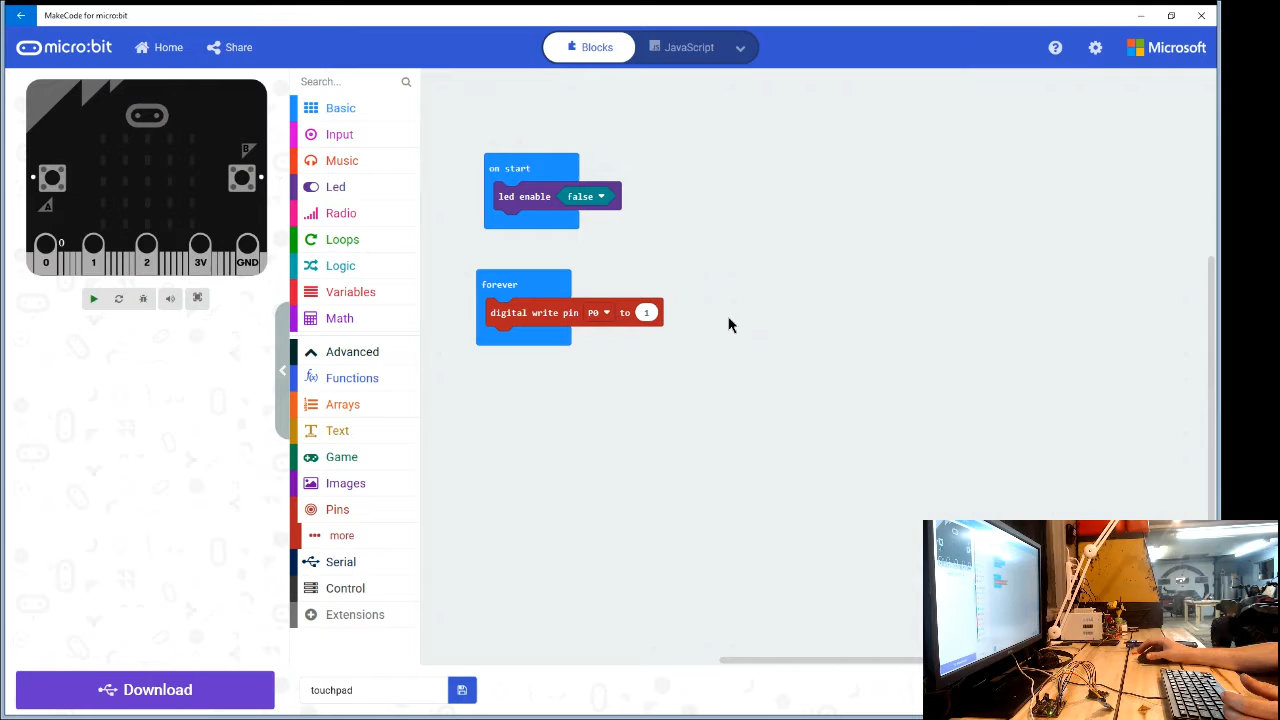 MakeCode for micro:bit
micro:bit
Home
Share
Blocks
JavaScript
?
Microsoft
B
A
0
0
1
2
3V
GND
Search...
Basic
Input
Music
Led
Radio
Loops
Logic
Variables
Math
Advanced
Functions
Arrays
Text
Game
Images
Pins
more
Serial
Control
Extensions
on start
led enable false
forever
digital write pin P0 to 1
Download
touchpad